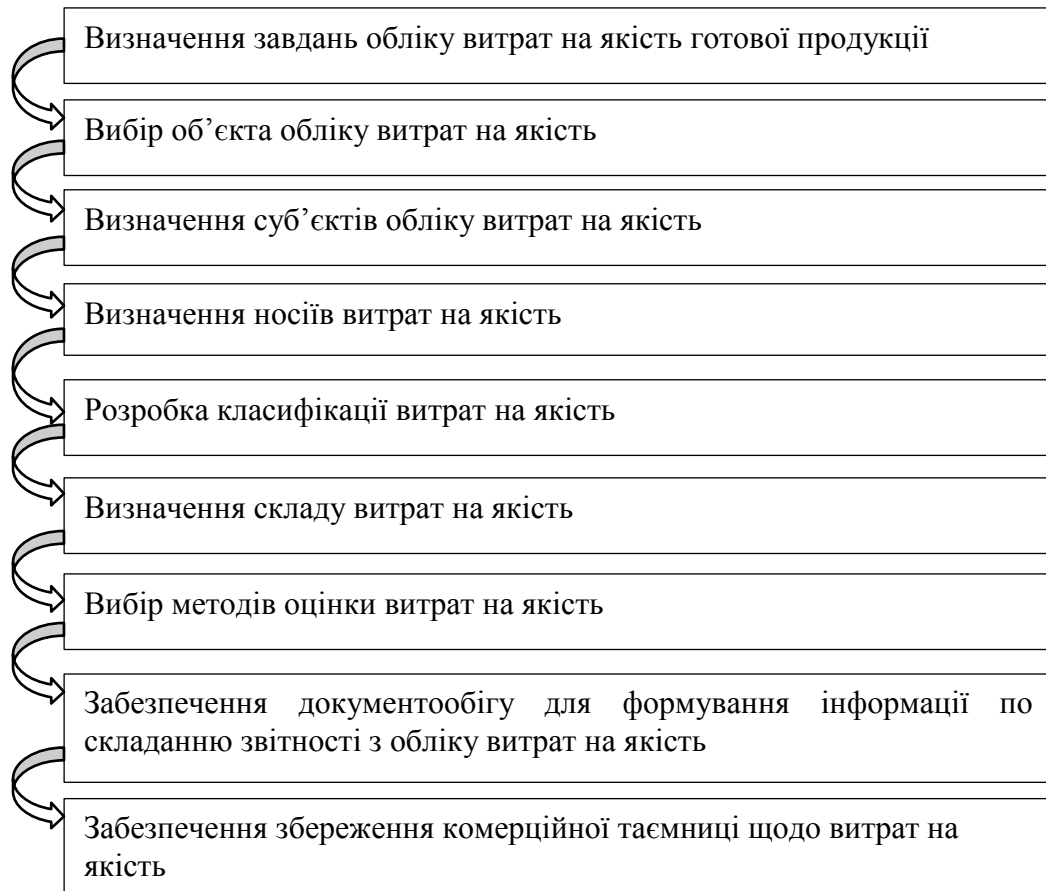 Визначення завдань обліку витрат на якість готової продукції
Вибір об’єкта обліку витрат на якість
Визначення суб’єктів обліку витрат на якість
Визначення носіїв витрат на якість
Розробка класифікації витрат на якість
Визначення складу витрат на якість
Вибір методів оцінки витрат на якість
Забезпечення документообігу для формування інформації по
складанню звітності з обліку витрат на якість
Забезпечення збереження комерційної таємниці щодо витрат на
якість